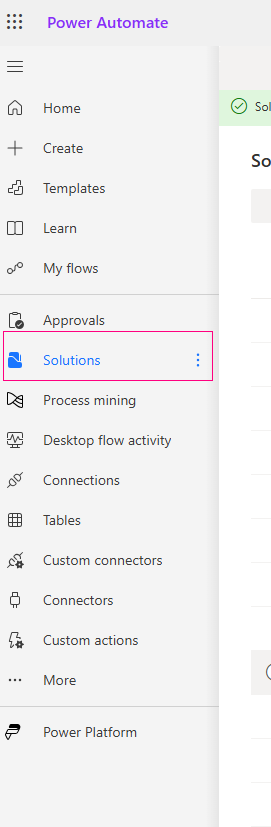 Power Automate
Home
Create
Templates
Learn
My flows
Approvals
Solutions
Process mining
Desktop flow activity
Connections
Tables
Custom connectors
Connectors
Custom actions
More
Power Platform
Sol
So